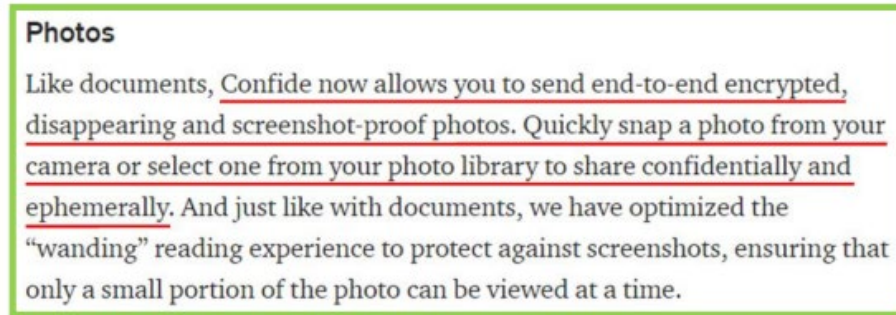 Photos
Like documents, Confide now allows you to send end-to-end encrypted,
disappearing and screenshot-proof photos. Quickly snap a photo from your
camera or select one from your photo library to share confidentially and
ephemerally. And just like with documents, we have optimized the
“wanding” reading experience to protect against screenshots, ensuring that
only a small portion of the photo can be viewed at a time.